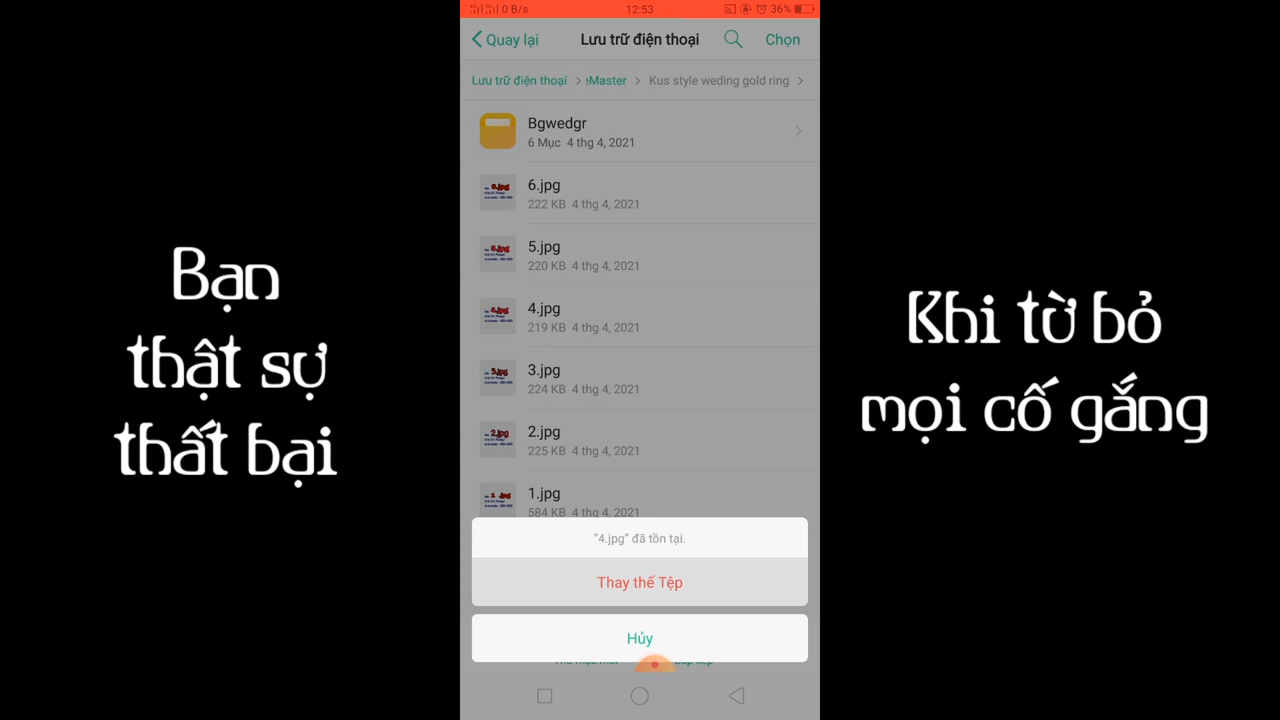 0 B/s 12:53 36%
Quay lại Lưu trữ điện thoại Chọn
Lưu trữ điện thoại eMaster Kus style weding gold ring
Bgwedgr
6 Mục 4 thg 4, 2021
6.jpg
222 KB 4 thg 4, 2021
5.jpg
220 KB 4 thg 4, 2021
4.jpg
219 KB 4 thg 4, 2021
3.jpg
224 KB 4 thg 4, 2021
2.jpg
225 KB 4 thg 4, 2021
1.jpg
584 KB 4 thg 4, 2021
"4.jpg" đã tồn tại.
Thay thế Tệp
Hủy
Bạn
thật sự
thất bại
Khi từ bỏ
mọi cố gắng